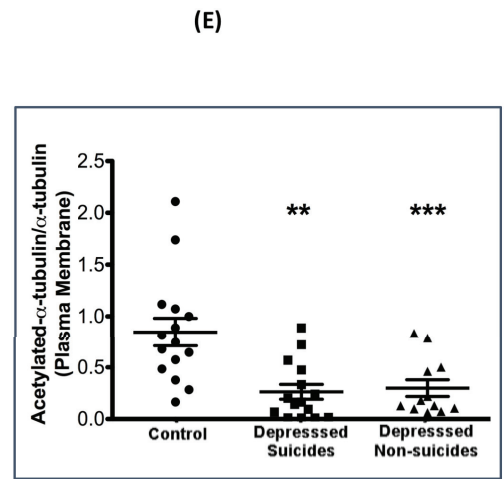 (E)
Acetylated-α-tubulin/α-tubulin
(Plasma Membrane)
2.5
2.0
1.5
1.0
0.5
0.0
**
***
Control
Depresssed
Suicides
Depresssed
Non-suicides